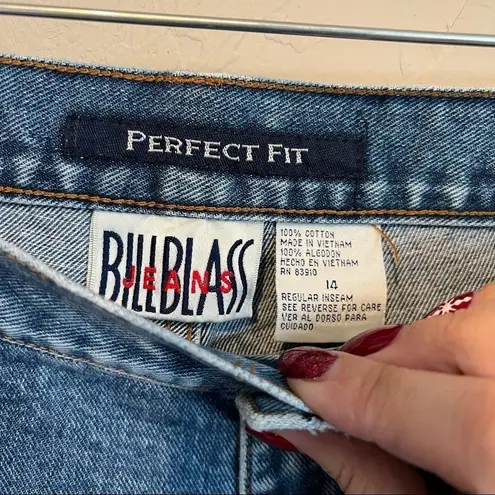 PERFECT FIT
BILLBLASS
JEANS
100% COTTON
MADE IN VIETNAM
100% ALGODON
HECHO EN VIETNAM
RN 83910
14
REGULAR INSEAM
SEE REVERSE FOR CARE
VER AL DORSO PARA
CUIDADO